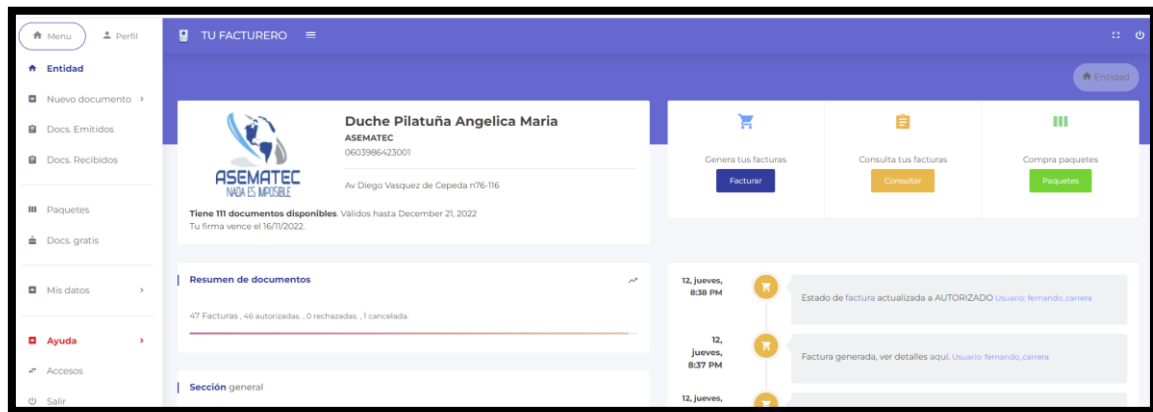 Menu
Perfil
TU FACTURERO
Entidad
Entidad
Nuevo documento
Docs. Emitidos
Docs. Recibidos
Paquetes
Docs. gratis
Mis datos
Ayuda
Accesos
Salir
ASEMATEC
NADA ES IMPOSIBLE
Duche Pilatuña Angelica Maria
ASEMATEC
0603986423001
Av Diego Vasquez de Cepeda n76-116
Tiene 111 documentos disponibles. Válidos hasta December 21, 2022
Tu firma vence el 16/11/2022.
Genera tus facturas
Facturar
Consulta tus facturas
Consultar
Compra paquetes
Paquetes
Resumen de documentos
47 Facturas , 46 autorizadas. , 0 rechazadas. , 1 cancelada.
Sección general
12, jueves,
8:38 PM
Estado de factura actualizada a AUTORIZADO Usuario: fernando_carrera
12,
jueves,
8:37 PM
Factura generada, ver detalles aquí. Usuario: fernando_carrera
12, jueves,